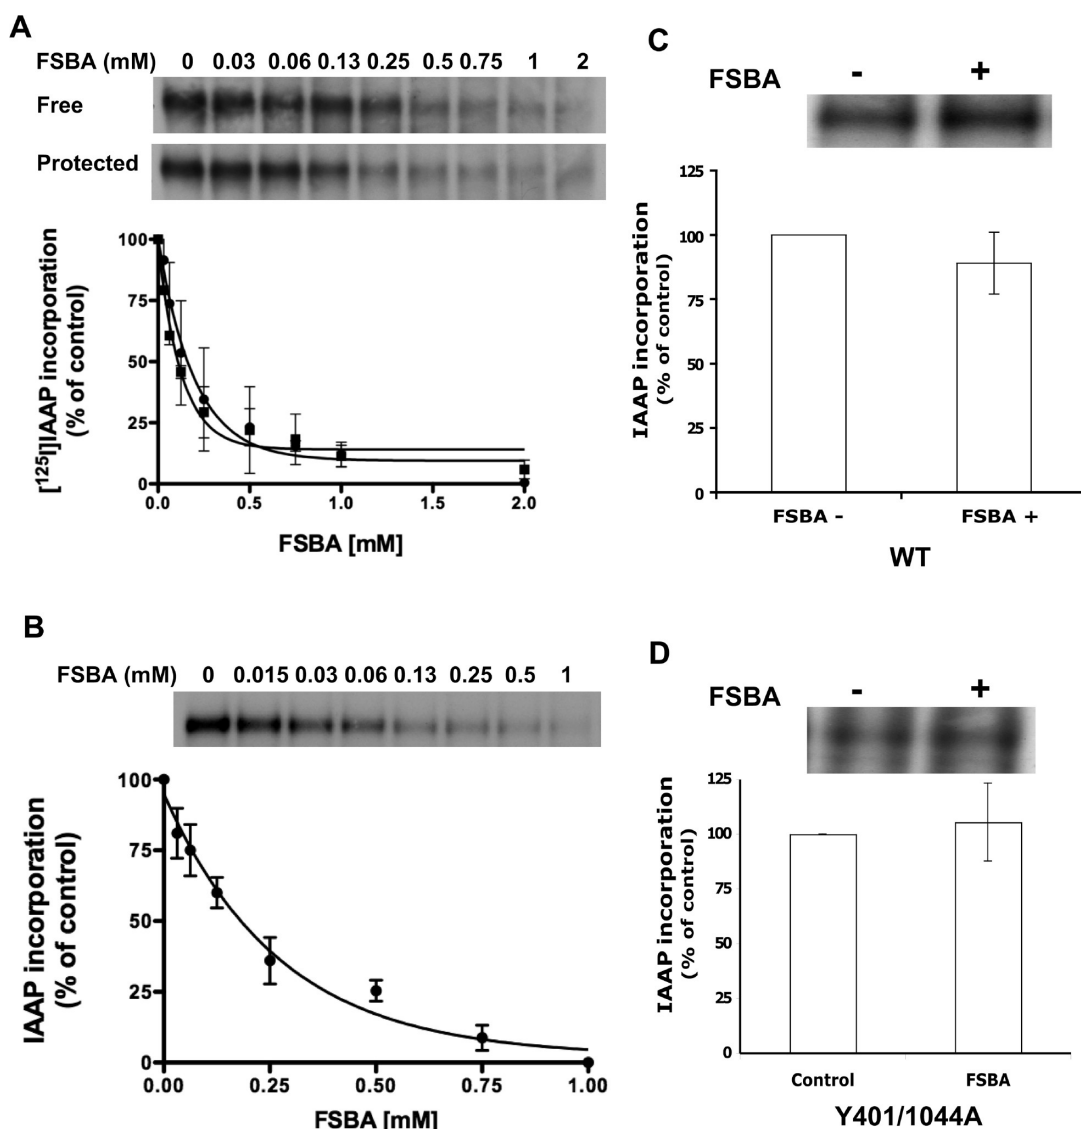 A
FSBA (mM) 0 0.03 0.06 0.13 0.25 0.5 0.75 1 2
Free
Protected
100
75
50
25
0
[125I]IAAP incorporation
(% of control)
0.0 0.5 1.0 1.5 2.0
FSBA [mM]
B
FSBA (mM) 0 0.015 0.03 0.06 0.13 0.25 0.5 1
100
75
50
25
0
IAAP incorporation
(% of control)
0.00 0.25 0.50 0.75 1.00
FSBA [mM]
C
FSBA - +
125
100
75
50
25
0
IAAP incorporation
(% of control)
FSBA - FSBA +
WT
D
FSBA - +
125
100
75
50
25
0
IAAP incorporation
(% of control)
Control FSBA
Y401/1044A